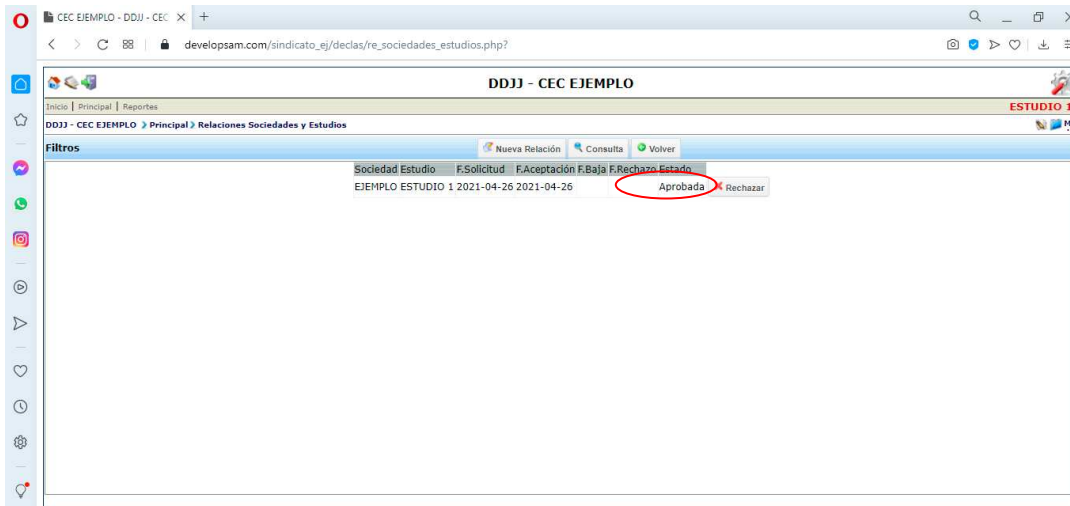 CEC EJEMPLO - DDJJ - CEC
developsam.com/sindicato_ej/declas/re_sociedades_estudios.php?
DDJJ - CEC EJEMPLO
Inicio | Principal | Reportes
ESTUDIO 1
DDJJ - CEC EJEMPLO Principal Relaciones Sociedades y Estudios
M
Filtros Nueva Relación Consulta Volver
Sociedad Estudio F.Solicitud F.Aceptación F.Baja F.Rechazo Estado
EJEMPLO ESTUDIO 1 2021-04-26 2021-04-26 Aprobada Rechazar